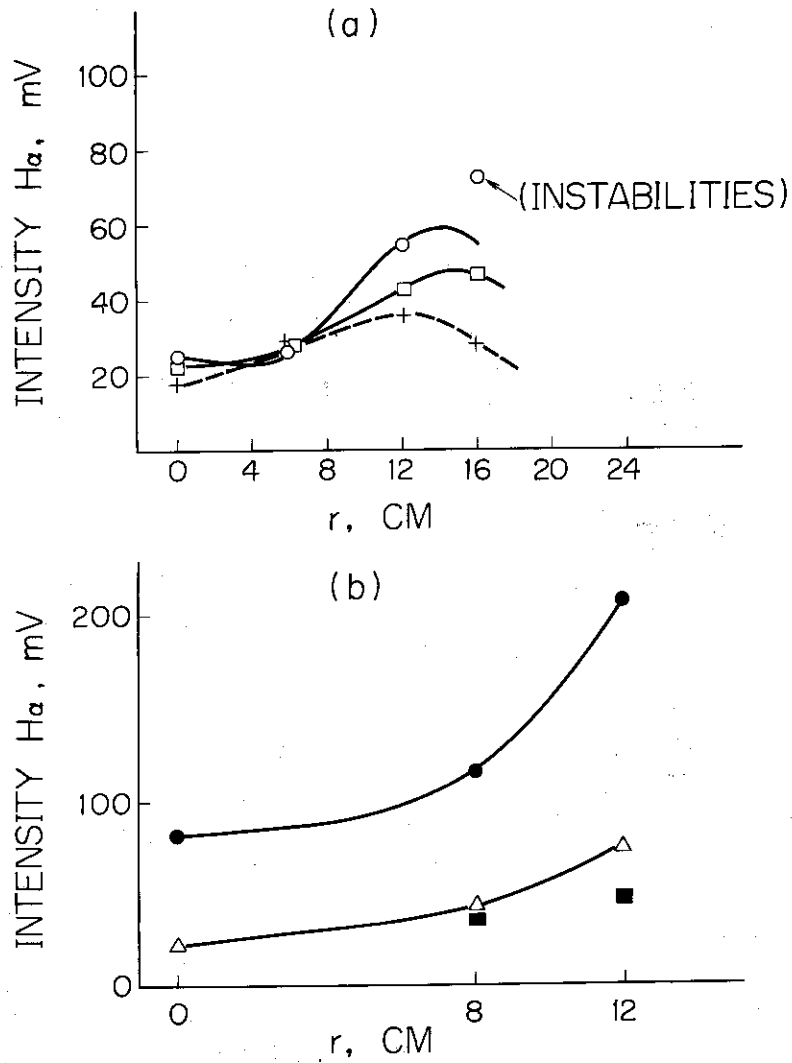 (a)
INTENSITY Hα, mV
100
80
60
40
20
(INSTABILITIES)
0 4 8 12 16 20 24
r, CM
(b)
INTENSITY Hα, mV
200
100
0
0 8 12
r, CM